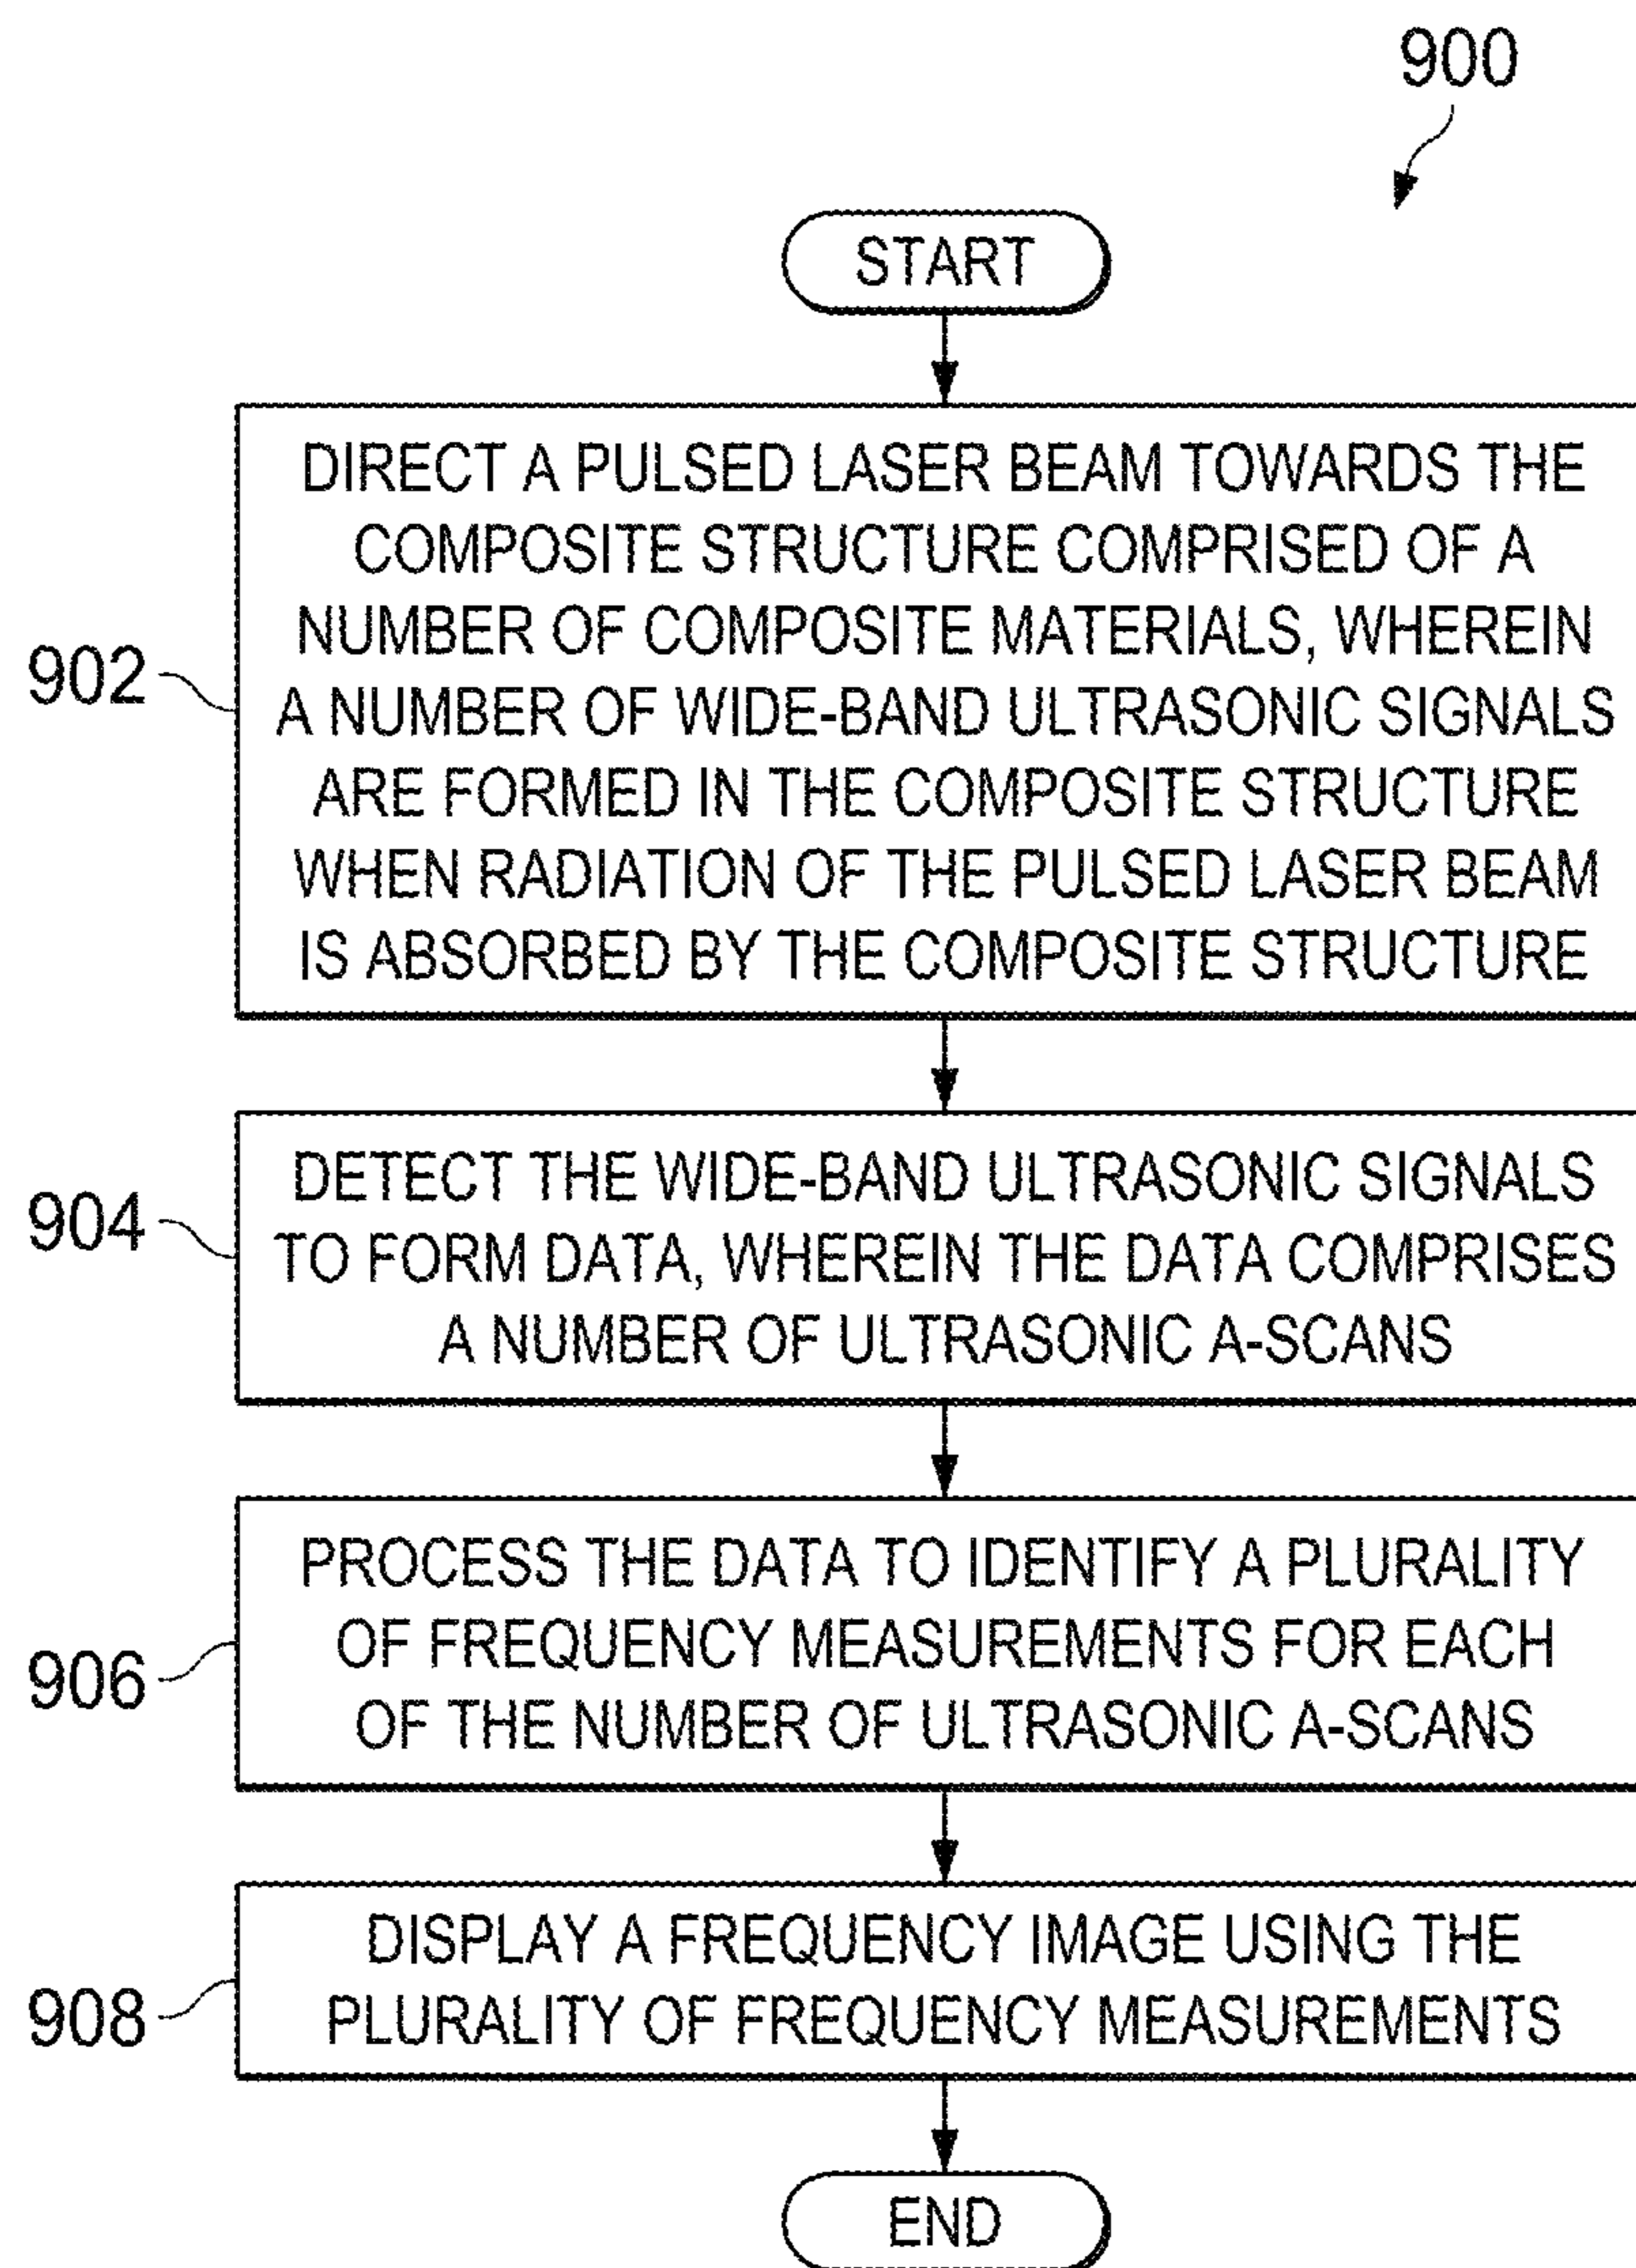 900
START
902
DIRECT A PULSED LASER BEAM TOWARDS THE
COMPOSITE STRUCTURE COMPRISED OF A
NUMBER OF COMPOSITE MATERIALS, WHEREIN
A NUMBER OF WIDE-BAND ULTRASONIC SIGNALS
ARE FORMED IN THE COMPOSITE STRUCTURE
WHEN RADIATION OF THE PULSED LASER BEAM
IS ABSORBED BY THE COMPOSITE STRUCTURE
904
DETECT THE WIDE-BAND ULTRASONIC SIGNALS
TO FORM DATA, WHEREIN THE DATA COMPRISES
A NUMBER OF ULTRASONIC A-SCANS
906
PROCESS THE DATA TO IDENTIFY A PLURALITY
OF FREQUENCY MEASUREMENTS FOR EACH
OF THE NUMBER OF ULTRASONIC A-SCANS
908
DISPLAY A FREQUENCY IMAGE USING THE
PLURALITY OF FREQUENCY MEASUREMENTS
END